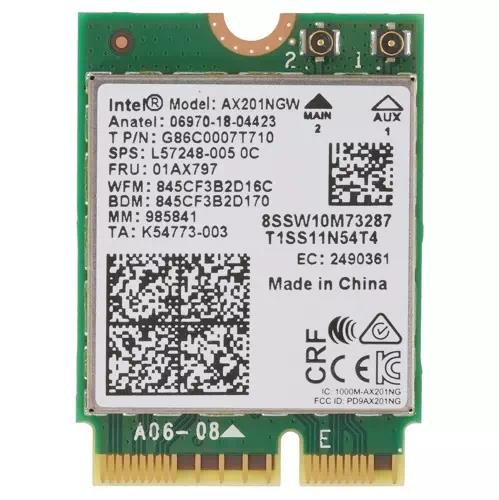 2 1
Intel® Model: AX201NGW
Anatel: 06970-18-04423
T P/N: G86C0007T710
SPS: L57248-005 0C
FRU: 01AX797
WFM: 845CF3B2D16C
BDM: 845CF3B2D170
MM: 985841
TA: K54773-003
MAIN
2
AUX
1
8SSW10M73287
T1SS11N54T4
EC: 2490361
Made in China
CRF
CE
IC: 1000M-AX201NG
FCC ID: PD9AX201NG
A06-08
E